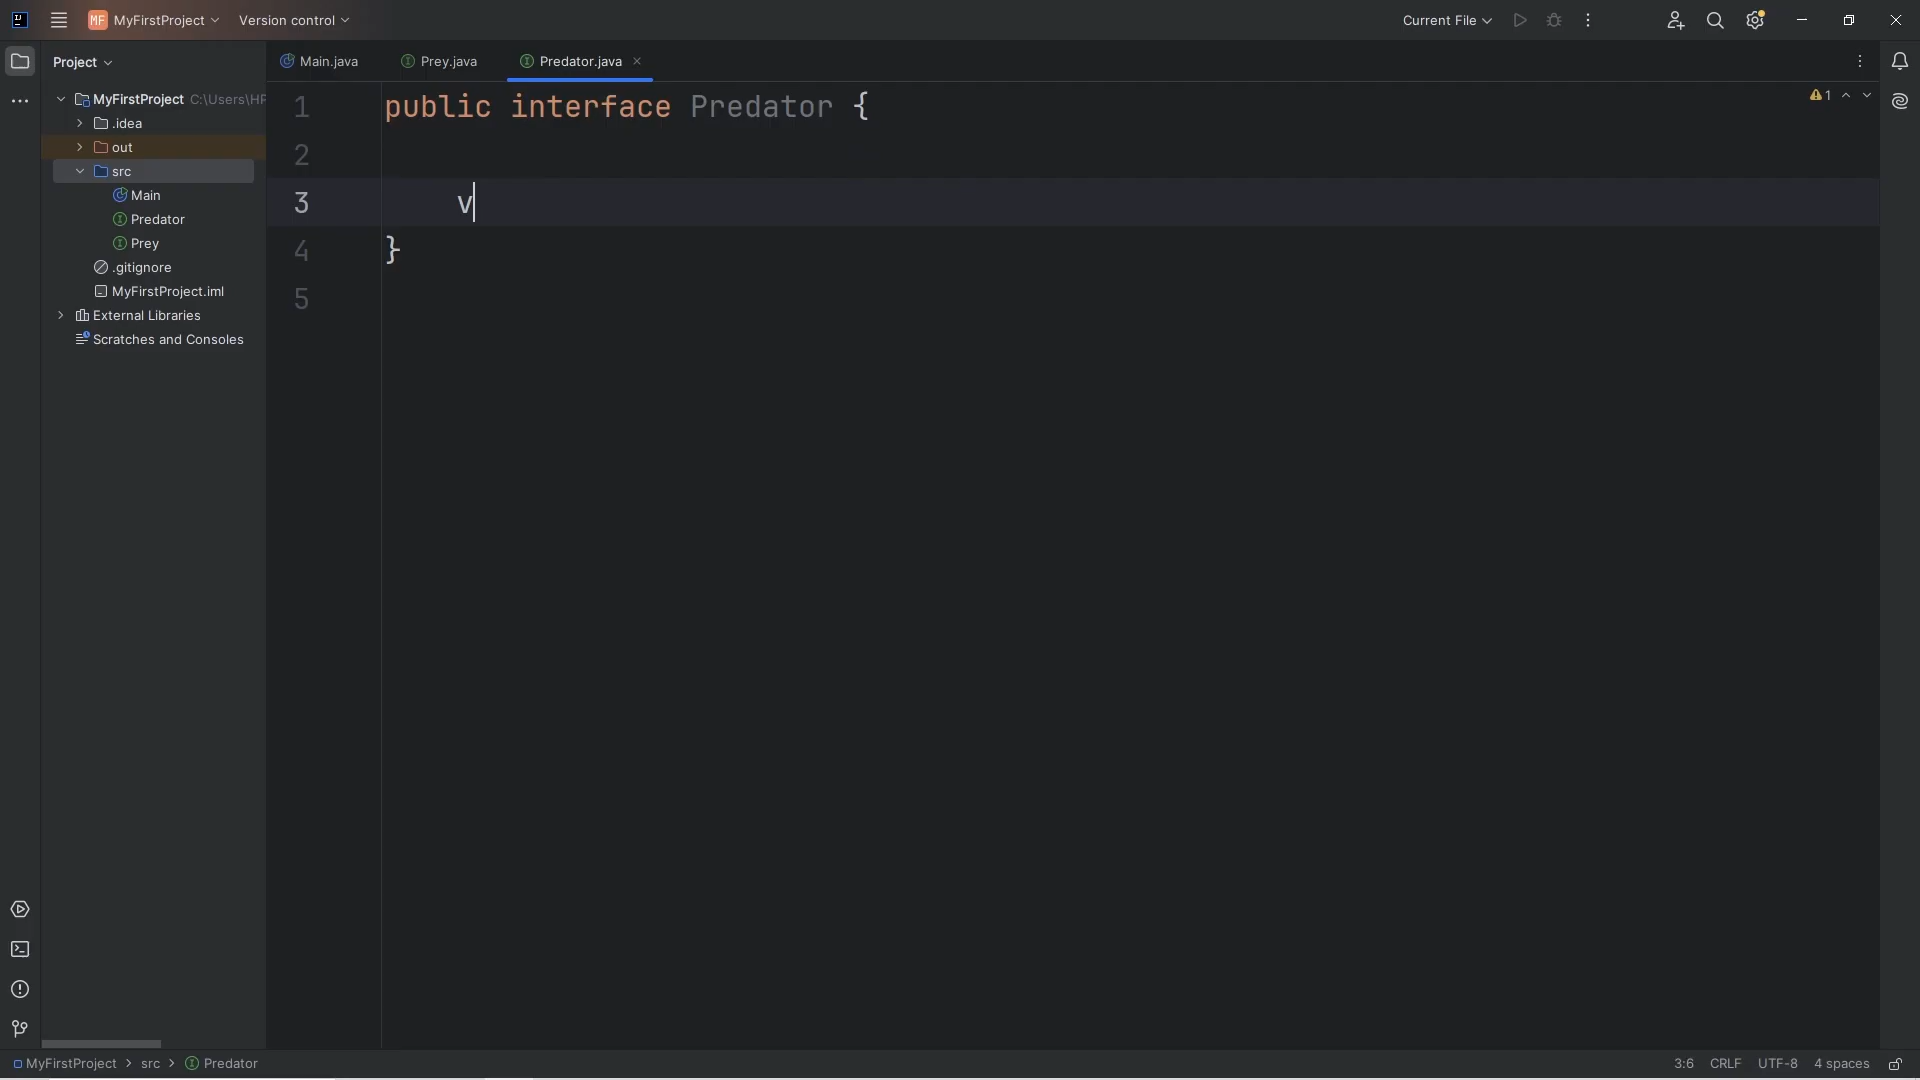 MF MyFirstProject Version control Current File
Project Main.java Prey.java Predator.java
MyFirstProject C:\Users\HP
.idea
out
src
Main
Predator
Prey
.gitignore
MyFirstProject.iml
External Libraries
Scratches and Consoles
1 public interface Predator {
2
3 v
4 }
5
1
MyFirstProject > src > Predator 3:6 CRLF UTF-8 4 spaces